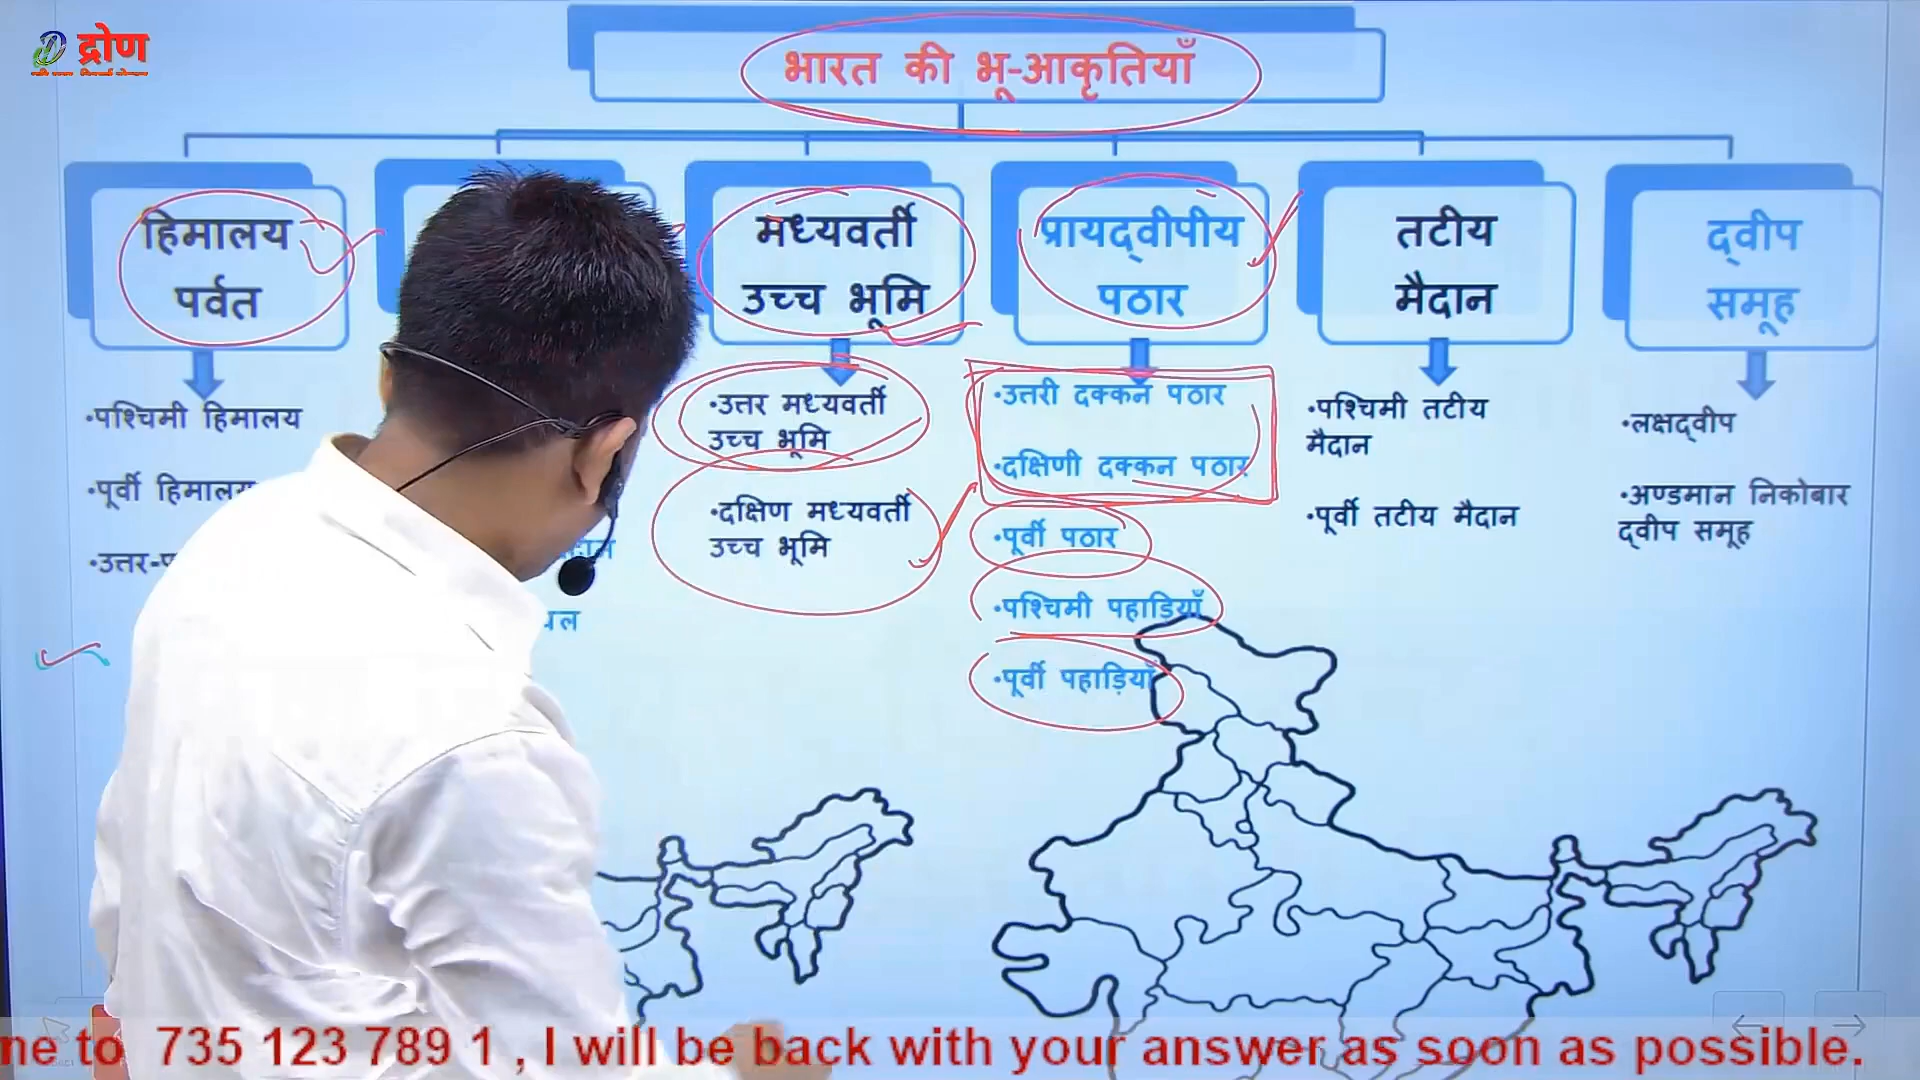 द्रोण
भारत की भू-आकृतियाँ
हिमालय
पर्वत
•पश्चिमी हिमालय
•पूर्वी हिमालय
मध्यवर्ती
उच्च भूमि
•उत्तर मध्यवर्ती
उच्च भूमि
•दक्षिण मध्यवर्ती
उच्च भूमि
प्रायद्वीपीय
पठार
•उत्तरी दक्कन पठार
•दक्षिणी दक्कन पठार
•पूर्वी पठार
•पश्चिमी पहाड़ियाँ
•पूर्वी पहाड़ियाँ
तटीय
मैदान
•पश्चिमी तटीय
मैदान
•पूर्वी तटीय मैदान
द्वीप
समूह
•लक्षद्वीप
•अण्डमान निकोबार
द्वीप समूह
to 735 123 789 1 , I will be back with your answer as soon as possible.